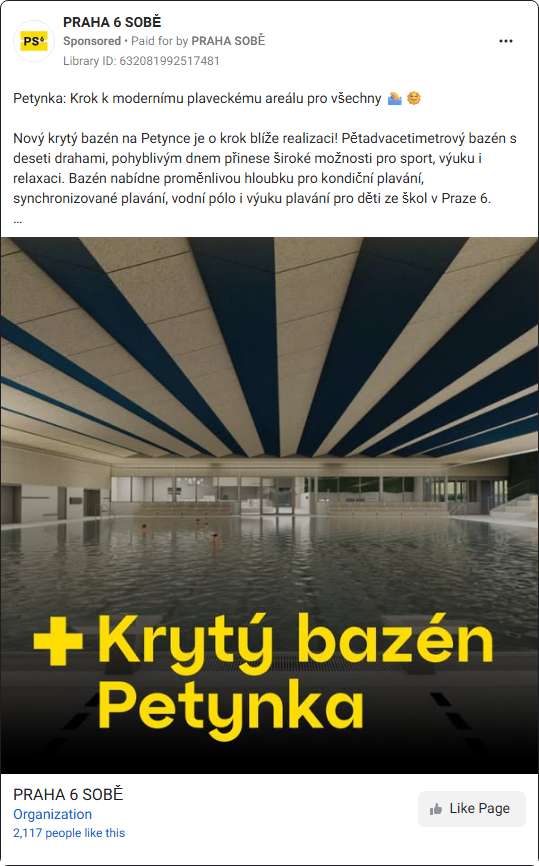 PS6
PRAHA 6 SOBĚ
Sponsored • Paid for by PRAHA SOBĚ
Library ID: 632081992517481
Petynka: Krok k modernímu plaveckému areálu pro všechny 🏊 😊
Nový krytý bazén na Petynce je o krok blíže realizaci! Pětadvacetimetrový bazén s
deseti drahami, pohyblivým dnem přinese široké možnosti pro sport, výuku i
relaxaci. Bazén nabídne proměnlivou hloubku pro kondiční plavání,
synchronizované plavání, vodní pólo i výuku plavání pro děti ze škol v Praze 6.
...
+ Krytý bazén
Petynka
PRAHA 6 SOBĚ
Organization
2,117 people like this
Like Page